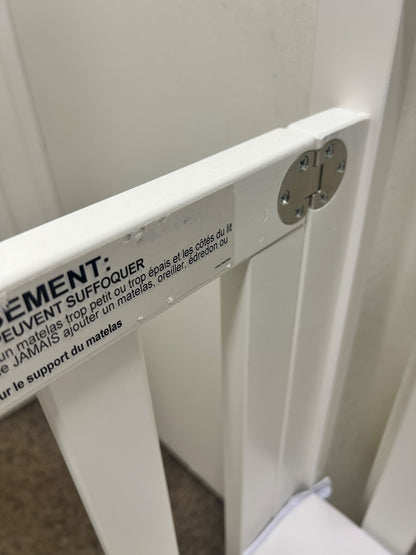 SEMENT:
PEUVENT SUFFOQUER
un matelas trop petit ou trop épais et les côtés du lit
JAMAIS ajouter un matelas, oreiller, édredon ou
ur le support du matelas